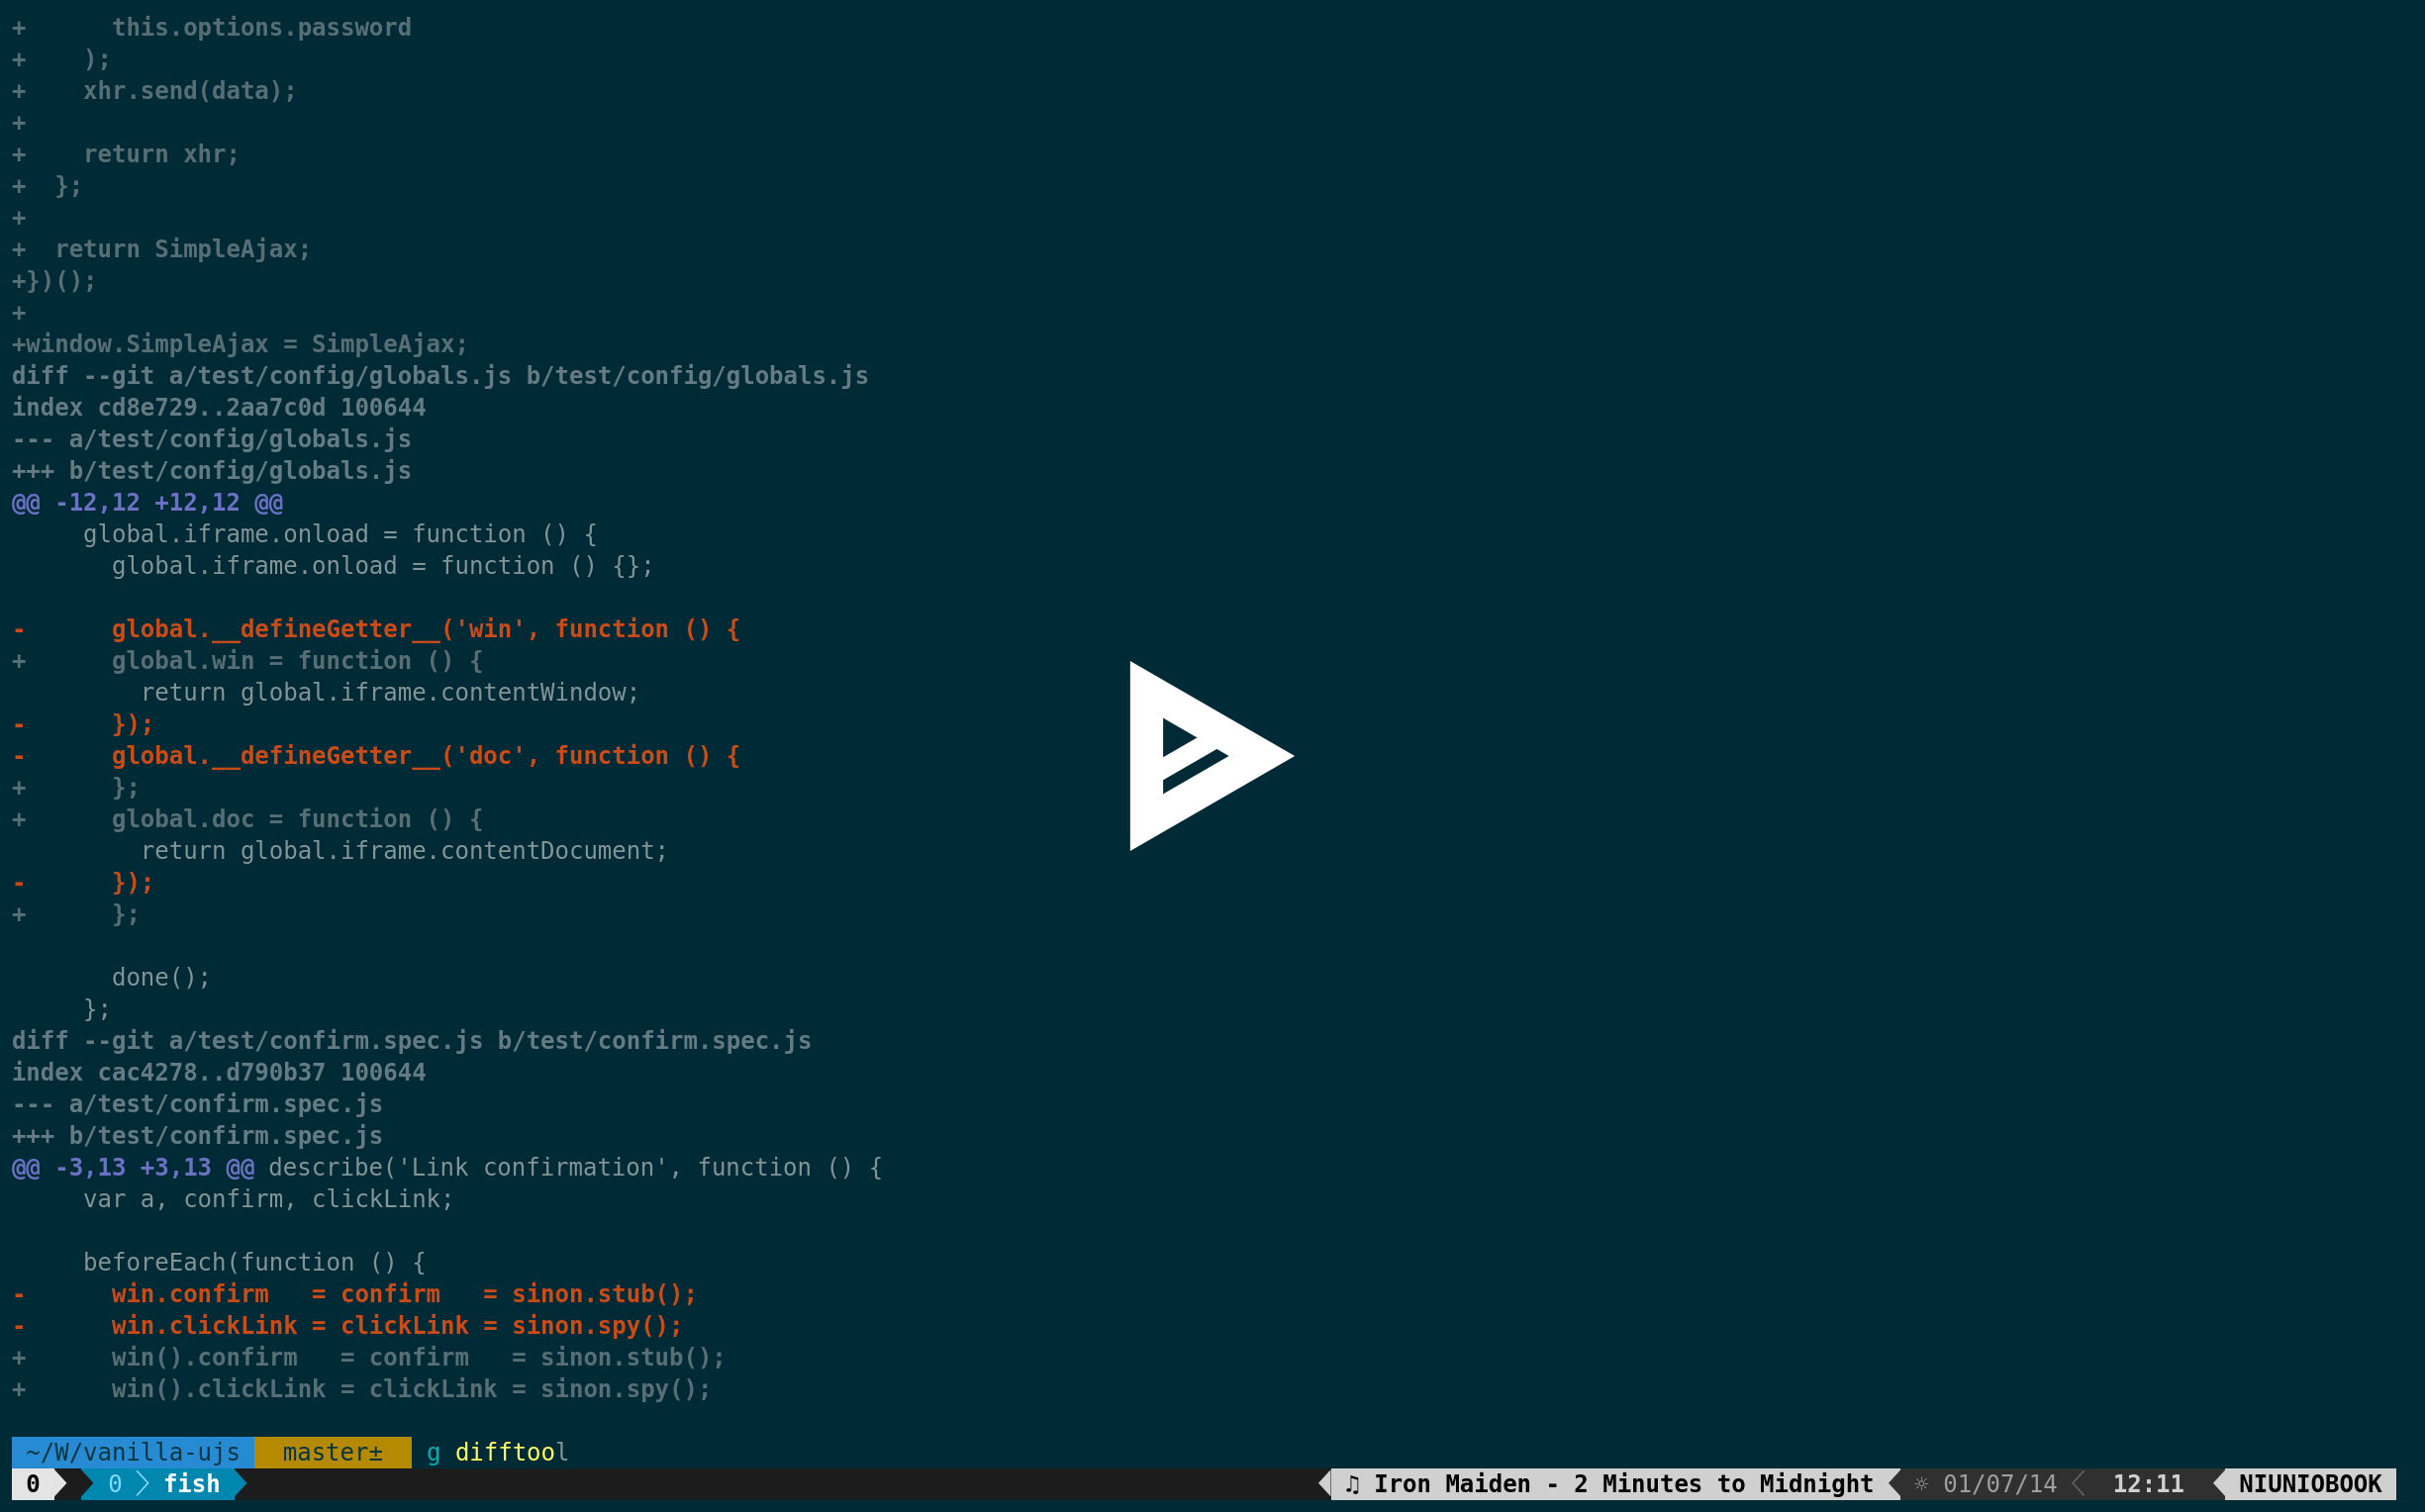 +      this.options.password
+    );
+    xhr.send(data);
+
+    return xhr;
+  };
+
+  return SimpleAjax;
+})();
+
+window.SimpleAjax = SimpleAjax;
diff --git a/test/config/globals.js b/test/config/globals.js
index cd8e729..2aa7c0d 100644
--- a/test/config/globals.js
+++ b/test/config/globals.js
@@ -12,12 +12,12 @@
     global.iframe.onload = function () {
       global.iframe.onload = function () {};

-      global.__defineGetter__('win', function () {
+      global.win = function () {
         return global.iframe.contentWindow;
-      });
-      global.__defineGetter__('doc', function () {
+      };
+      global.doc = function () {
         return global.iframe.contentDocument;
-      });
+      };

       done();
     };
diff --git a/test/confirm.spec.js b/test/confirm.spec.js
index cac4278..d790b37 100644
--- a/test/confirm.spec.js
+++ b/test/confirm.spec.js
@@ -3,13 +3,13 @@ describe('Link confirmation', function () {
     var a, confirm, clickLink;

     beforeEach(function () {
-      win.confirm   = confirm   = sinon.stub();
-      win.clickLink = clickLink = sinon.spy();
+      win().confirm   = confirm   = sinon.stub();
+      win().clickLink = clickLink = sinon.spy();

~/W/vanilla-ujs  master±  g difftool
0  0 fish  ♫ Iron Maiden - 2 Minutes to Midnight ☼ 01/07/14 12:11 NIUNIOBOOK